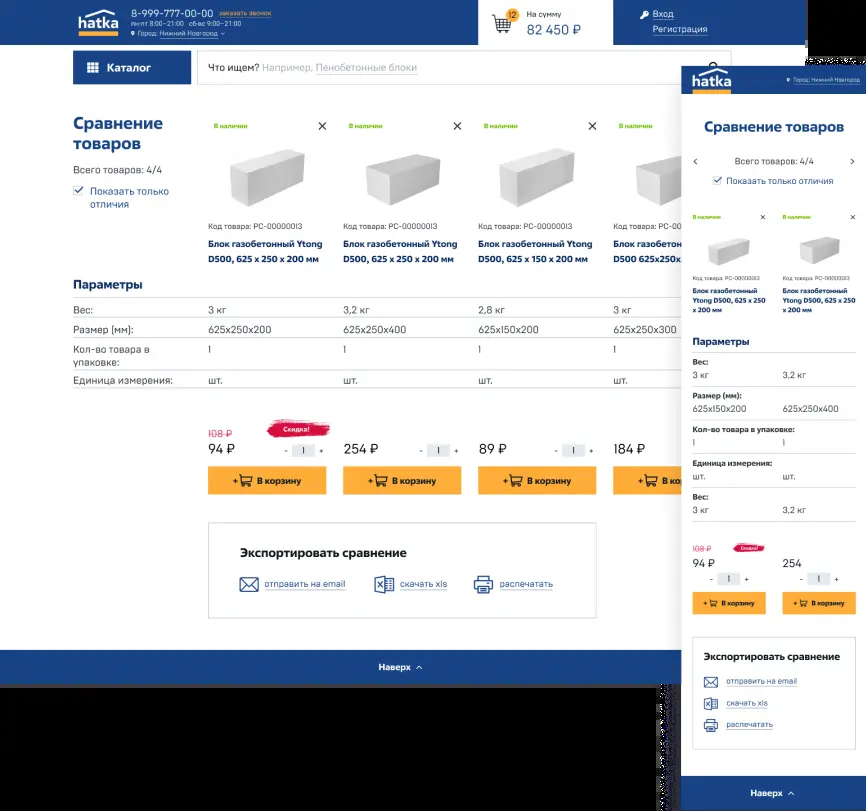 hatka
8-999-777-00-00 заказать звонок
пн-пт 8:00–21:00 сб-вс 9:00–21:00
Город: Нижний Новгород
12
На сумму
82 450 ₽
Вход
Регистрация
Каталог
Что ищем? Например, Пенобетонные блоки
Сравнение
товаров
Всего товаров: 4/4
Показать только
отличия
В наличии
В наличии
В наличии
В наличии
Код товара: PC-00000013
Код товара: PC-00000013
Код товара: PC-00000013
Код товара: PC-00
Блок газобетонный Ytong
D500, 625 x 250 x 200 мм
Блок газобетонный Ytong
D500, 625 x 250 x 200 мм
Блок газобетонный Ytong
D500, 625 x 150 x 200 мм
Блок газобетонн
D500 625x250x
Параметры
Вес: 3 кг 3,2 кг 2,8 кг 3 кг
Размер (мм): 625x250x200 625x250x400 625x150x200 625x250x300
Кол-во товара в
упаковке: 1 1 1 1
Единица измерения: шт. шт. шт. шт.
108 ₽ Скидка!
94 ₽ - 1 + 254 ₽ - 1 + 89 ₽ - 1 + 184 ₽
+ В корзину + В корзину + В корзину + В ко
Экспортировать сравнение
отправить на email скачать xls распечатать
Наверх
hatka
Город: Нижний Новгород
Сравнение товаров
Всего товаров: 4/4
Показать только отличия
В наличии
В наличии
Код товара: PC-00000013
Код товара: PC-00000013
Блок газобетонный
Ytong D500, 625 x 250
x 200 мм
Блок газобетонный
Ytong D500, 625 x 250
x 200 мм
Параметры
Вес:
3 кг 3,2 кг
Размер (мм):
625x150x200 625x250x400
Кол-во товара в упаковке:
1 1
Единица измерения:
шт. шт.
Вес:
3 кг 3,2 кг
108 ₽ Скидка!
94 ₽ 254
- 1 + - 1 +
+ В корзину + В корзину
Экспортировать сравнение
отправить на email
скачать xls
распечатать
Наверх